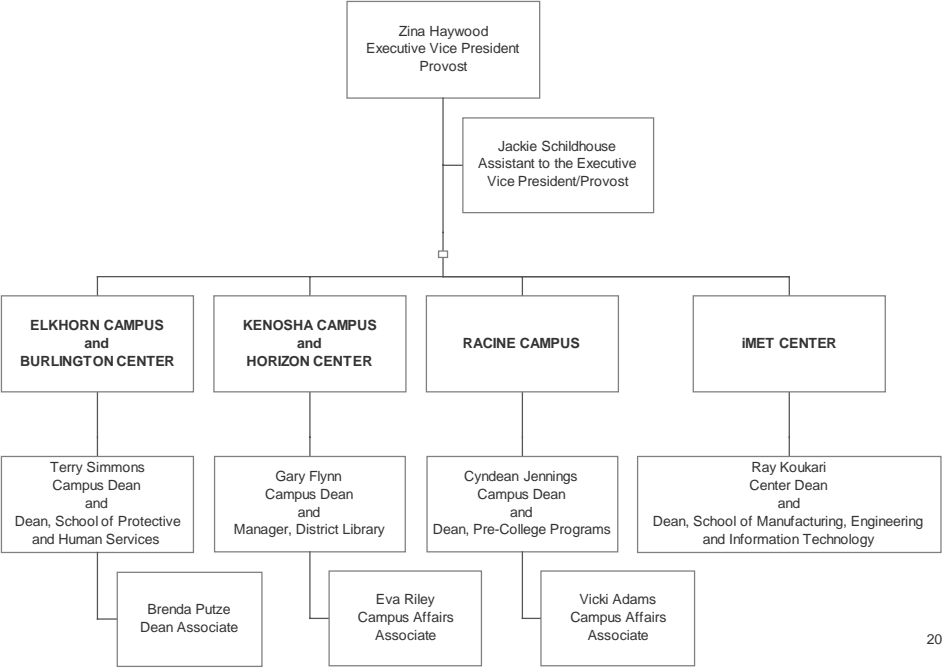 Zina Haywood
Executive Vice President
Provost
Jackie Schildhouse
Assistant to the Executive
Vice President/Provost
ELKHORN CAMPUS
and
BURLINGTON CENTER
KENOSHA CAMPUS
and
HORIZON CENTER
RACINE CAMPUS
iMET CENTER
Terry Simmons
Campus Dean
and
Dean, School of Protective
and Human Services
Gary Flynn
Campus Dean
and
Manager, District Library
Cyndean Jennings
Campus Dean
and
Dean, Pre-College Programs
Ray Koukari
Center Dean
and
Dean, School of Manufacturing, Engineering
and Information Technology
Brenda Putze
Dean Associate
Eva Riley
Campus Affairs
Associate
Vicki Adams
Campus Affairs
Associate
20